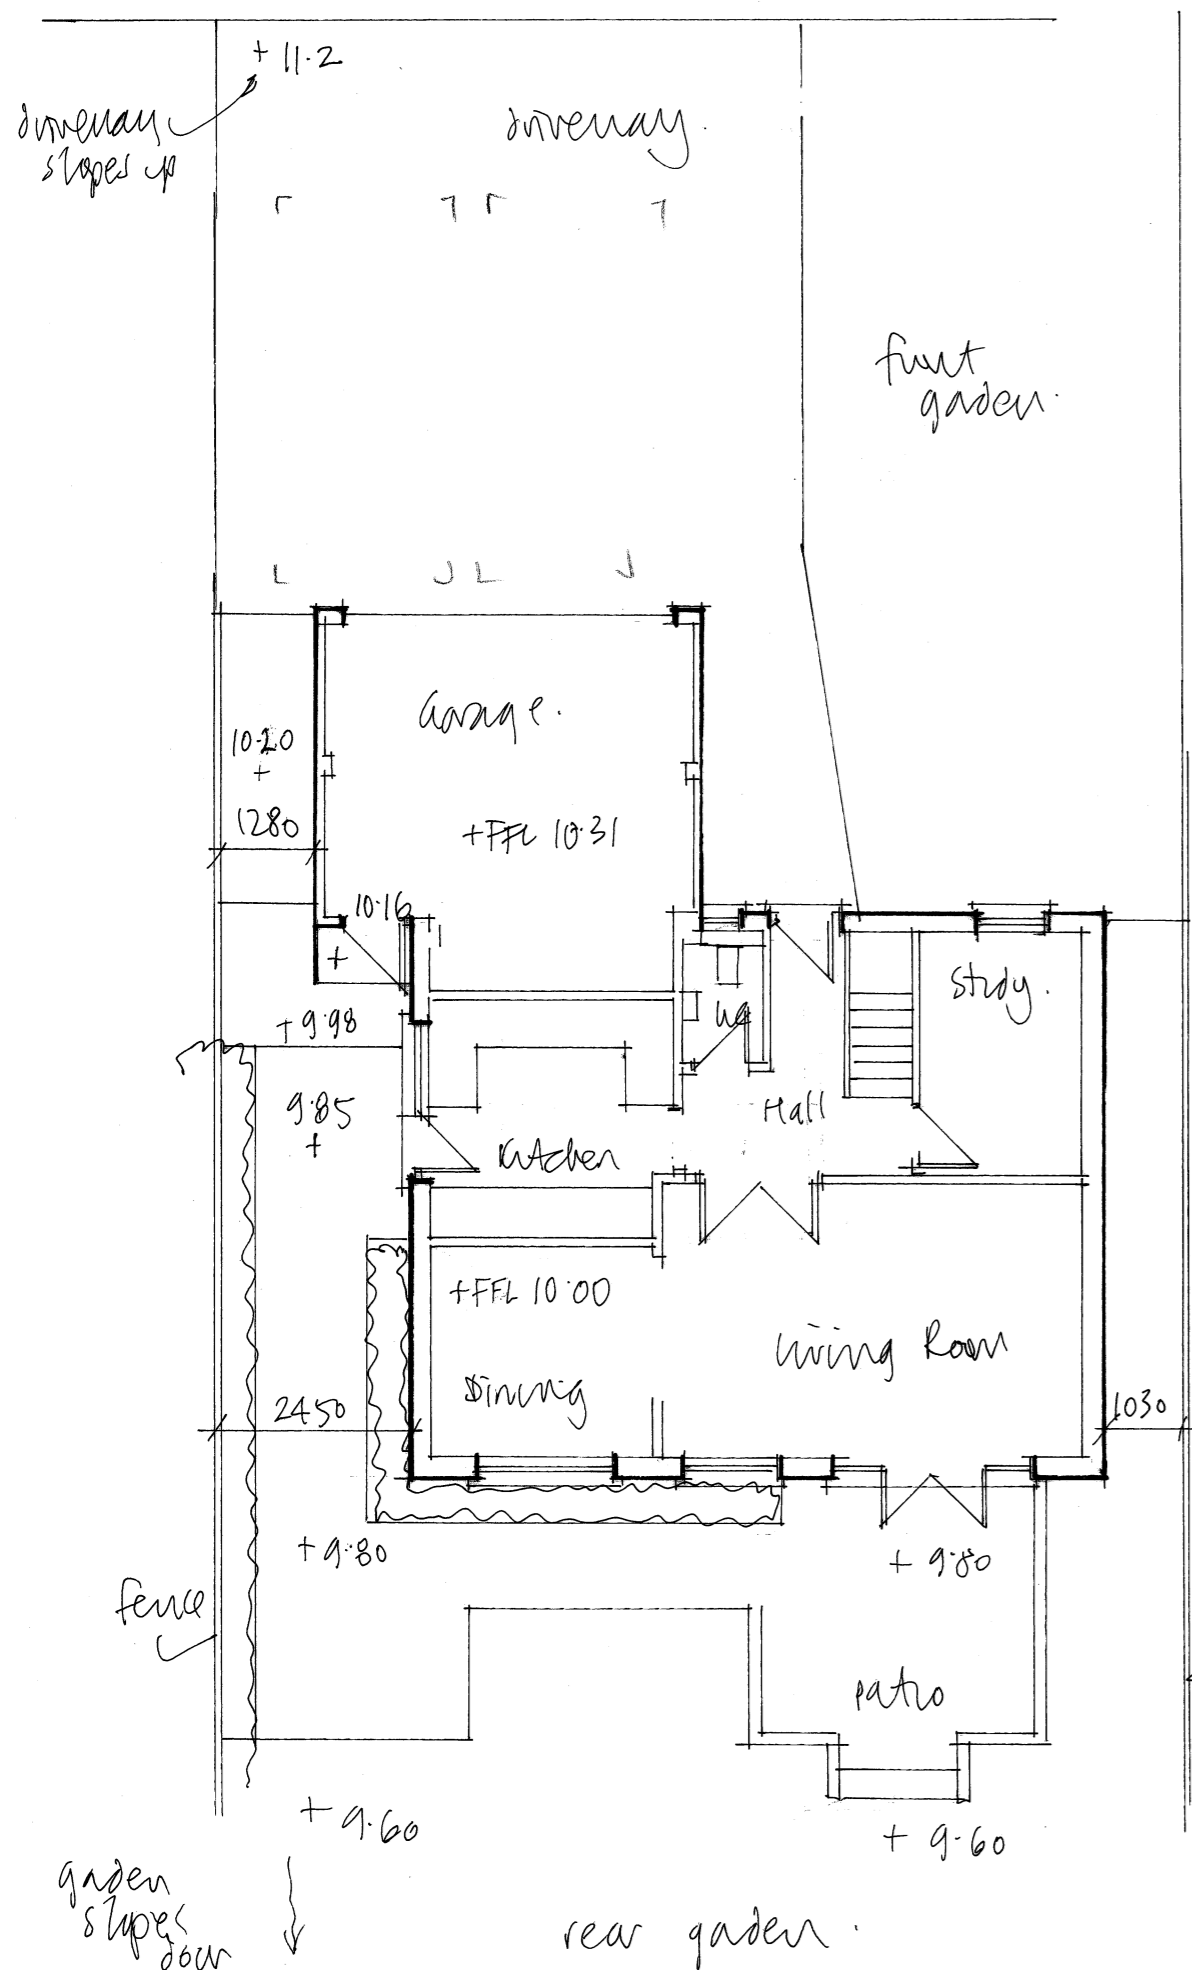 + 11.2
driveway
slopes up
driveway.
front
garden.
Garage.
10.20
+
1280
+FFL 10.31
10.16
+
study.
WC
+9.98
9.85
+
Hall
Kitchen
+FFL 10.00
Living Room
Dining
2450
1030
+9.80
+ 9.80
fence
patio
+ 9.60
+ 9.60
garden
slopes
down
rear garden.